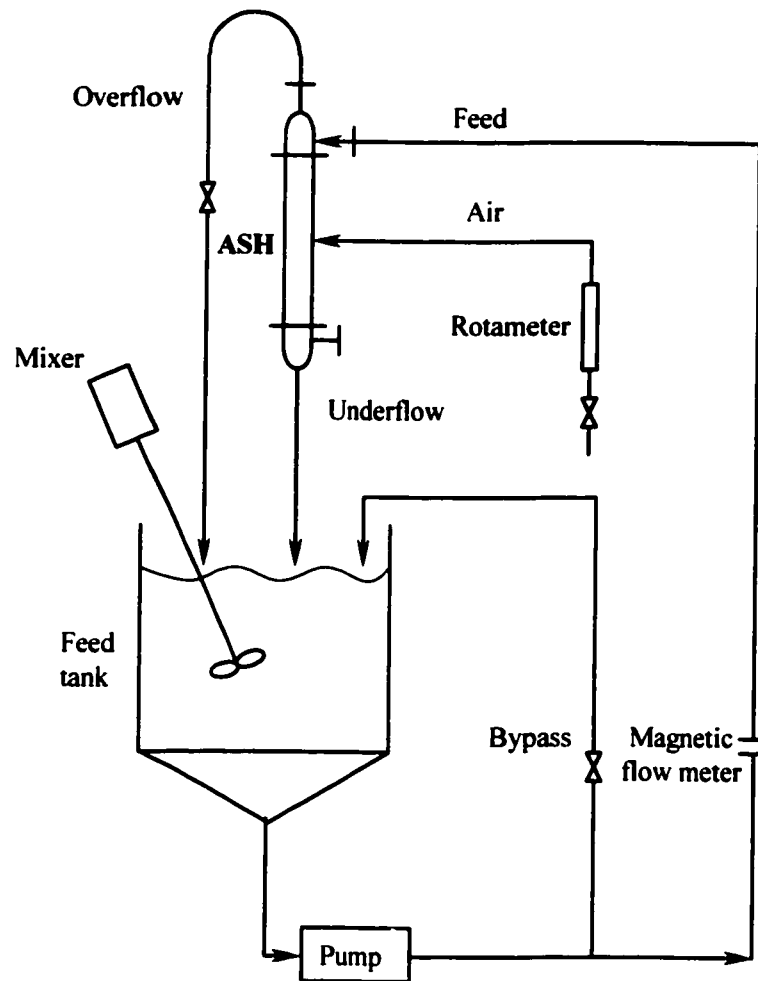 Overflow
Feed
Air
ASH
Rotameter
Mixer
Underflow
Feed
tank
Bypass
Magnetic
flow meter
Pump